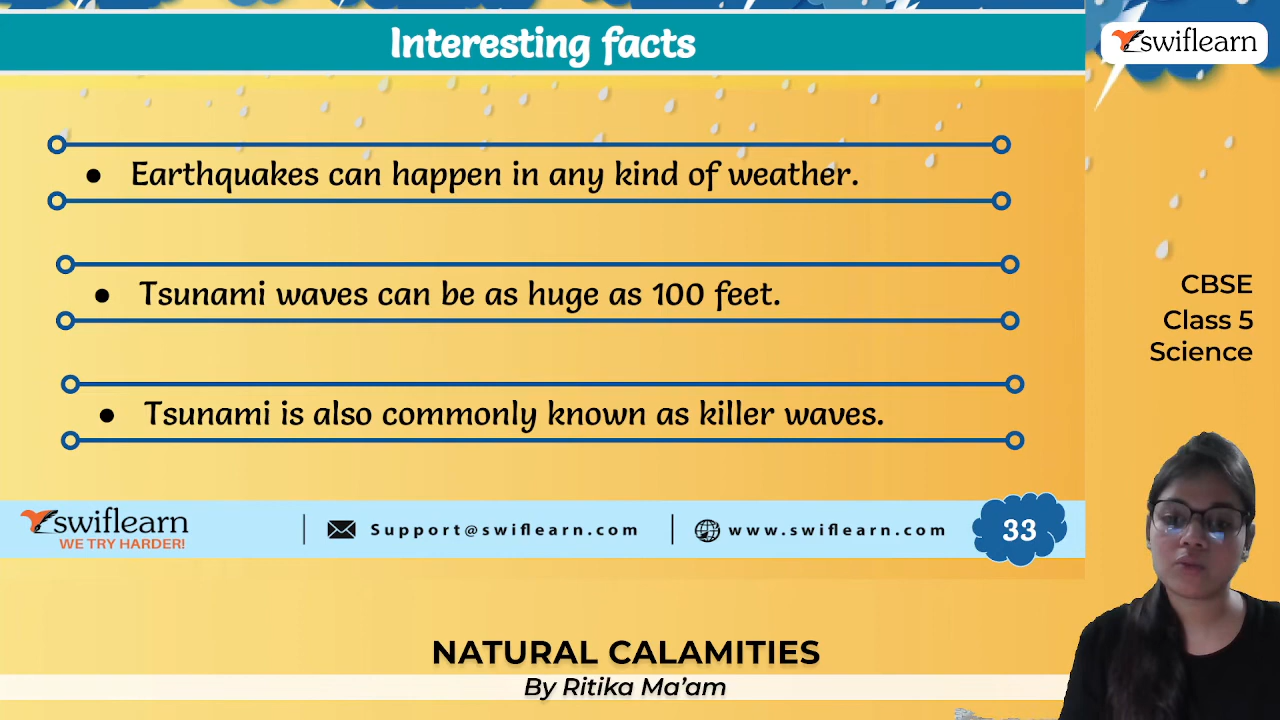 Interesting facts
swiflearn
● Earthquakes can happen in any kind of weather.
● Tsunami waves can be as huge as 100 feet.
● Tsunami is also commonly known as killer waves.
CBSE
Class 5
Science
swiflearn
WE TRY HARDER!
Support@swiflearn.com
www.swiflearn.com
33
NATURAL CALAMITIES
By Ritika Ma'am